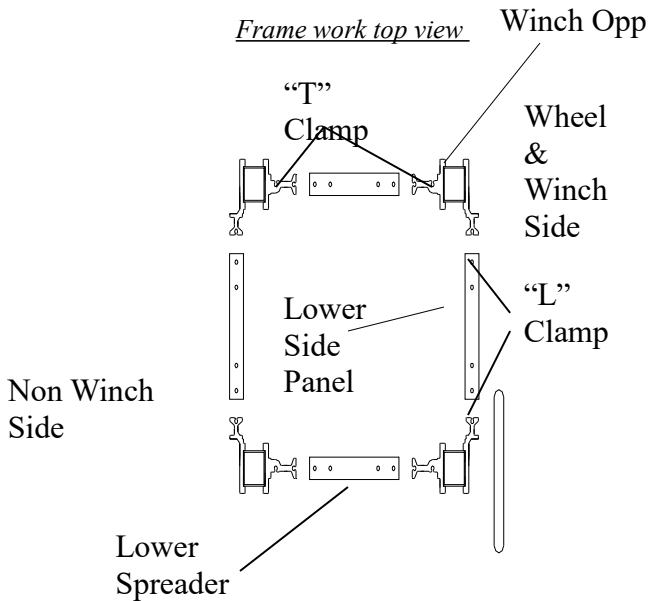 Frame work top view
Winch Opp
“T”
Clamp
Wheel
&
Winch
Side
Lower
Side
Panel
“L”
Clamp
Non Winch
Side
Lower
Spreader